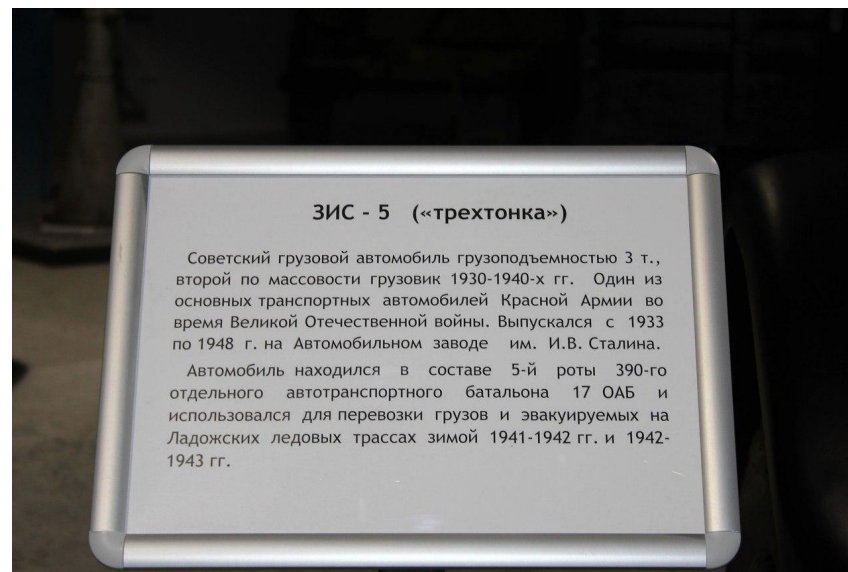 ЗИС - 5 («трехтонка»)
Советский грузовой автомобиль грузоподъемностью 3 т.,
второй по массовости грузовик 1930-1940-х гг. Один из
основных транспортных автомобилей Красной Армии во
время Великой Отечественной войны. Выпускался с 1933
по 1948 г. на Автомобильном заводе им. И.В. Сталина.
Автомобиль находился в составе 5-й роты 390-го
отдельного автотранспортного батальона 17 ОАБ и
использовался для перевозки грузов и эвакуируемых на
Ладожских ледовых трассах зимой 1941-1942 гг. и 1942-
1943 гг.